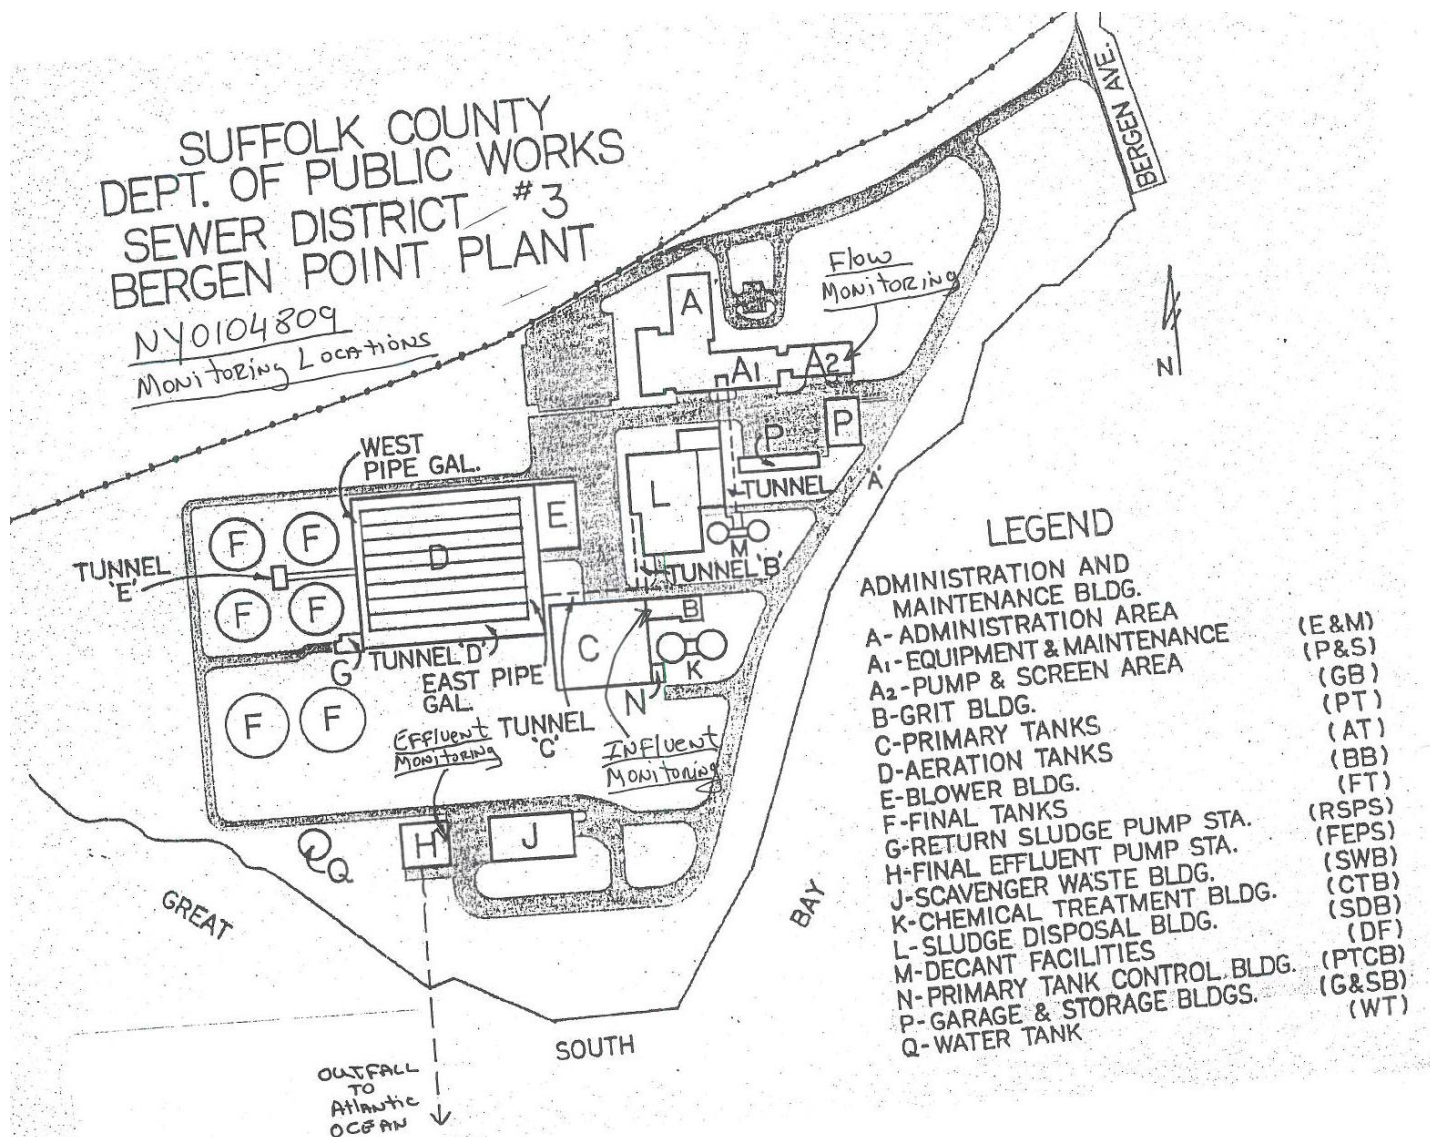 SUFFOLK COUNTY
DEPT. OF PUBLIC WORKS
SEWER DISTRICT #3
BERGEN POINT PLANT
NY0104809
Monitoring Locations
BERGEN AVE.
Flow
Monitoring
N
A
A1
A2
P
P
WEST
PIPE GAL.
L
TUNNEL 'A'
E
F
F
D
M
TUNNEL
'E'
TUNNEL 'B'
F
F
B
C
G
TUNNEL 'D'
K
EAST PIPE
GAL.
N
F
F
TUNNEL
'C'
Effluent
Monitoring
Influent
Monitoring
H
J
Q
GREAT
SOUTH
BAY
OUTFALL
TO
Atlantic
OCEAN
LEGEND
ADMINISTRATION AND
MAINTENANCE BLDG.
A-ADMINISTRATION AREA
A1-EQUIPMENT & MAINTENANCE (E&M)
A2-PUMP & SCREEN AREA (P&S)
B-GRIT BLDG. (GB)
C-PRIMARY TANKS (PT)
D-AERATION TANKS (AT)
E-BLOWER BLDG. (BB)
F-FINAL TANKS (FT)
G-RETURN SLUDGE PUMP STA. (RSPS)
H-FINAL EFFLUENT PUMP STA. (FEPS)
J-SCAVENGER WASTE BLDG. (SWB)
K-CHEMICAL TREATMENT BLDG. (CTB)
L-SLUDGE DISPOSAL BLDG. (SDB)
M-DECANT FACILITIES (DF)
N-PRIMARY TANK CONTROL BLDG. (PTCB)
P-GARAGE & STORAGE BLDGS. (G&SB)
Q-WATER TANK (WT)